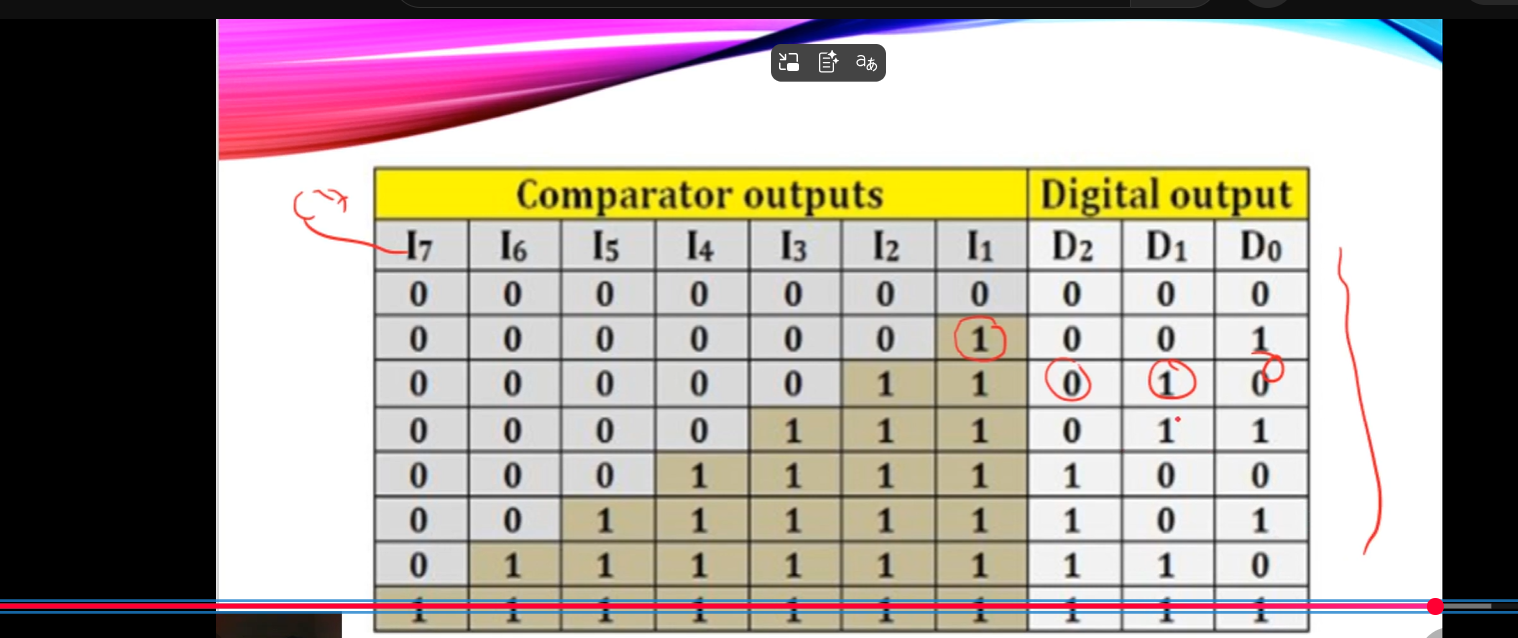 aあ
Comparator outputs Digital output
I7 I6 I5 I4 I3 I2 I1 D2 D1 D0
0 0 0 0 0 0 0 0 0 0
0 0 0 0 0 0 1 0 0 1
0 0 0 0 0 1 1 0 1 0
0 0 0 0 1 1 1 0 1 1
0 0 0 1 1 1 1 1 0 0
0 0 1 1 1 1 1 1 0 1
0 1 1 1 1 1 1 1 1 0
1 1 1 1 1 1 1 1 1 1